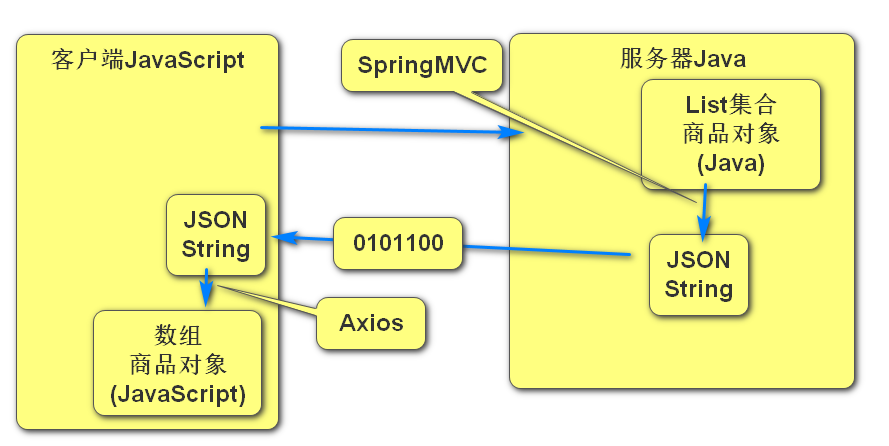 客户端JavaScript
SpringMVC
服务器Java
List集合
商品对象
(Java)
JSON
String
0101100
JSON
String
Axios
数组
商品对象
(JavaScript)